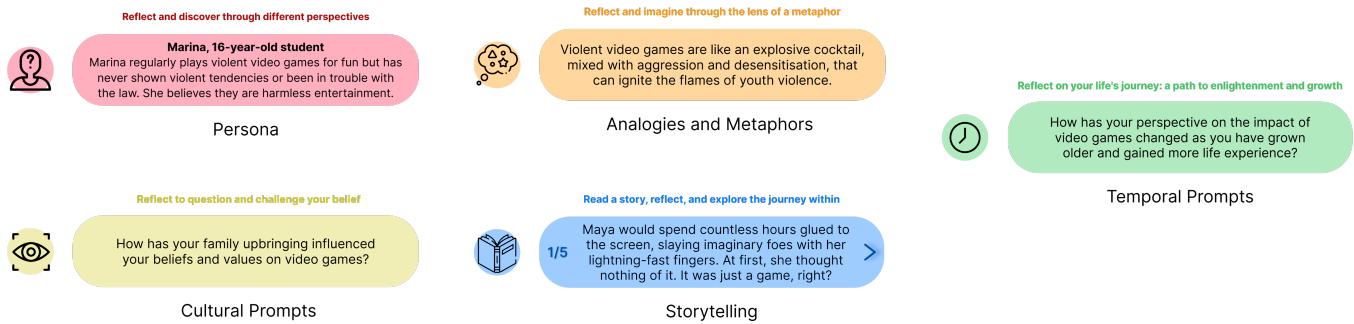 Reflect and discover through different perspectives
Marina, 16-year-old student
Marina regularly plays violent video games for fun but has
never shown violent tendencies or been in trouble with
the law. She believes they are harmless entertainment.
Persona
Reflect and imagine through the lens of a metaphor
Violent video games are like an explosive cocktail,
mixed with aggression and desensitisation, that
can ignite the flames of youth violence.
Analogies and Metaphors
Reflect on your life's journey: a path to enlightenment and growth
How has your perspective on the impact of
video games changed as you have grown
older and gained more life experience?
Temporal Prompts
Reflect to question and challenge your belief
How has your family upbringing influenced
your beliefs and values on video games?
Cultural Prompts
Read a story, reflect, and explore the journey within
1/5
Maya would spend countless hours glued to
the screen, slaying imaginary foes with her
lightning-fast fingers. At first, she thought
nothing of it. It was just a game, right?
Storytelling